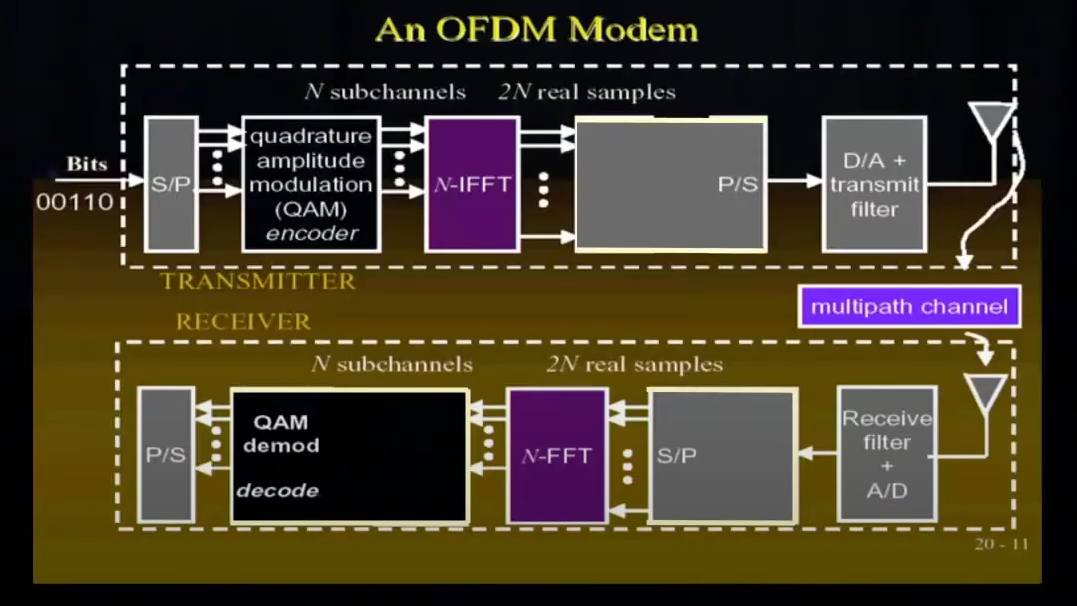 An OFDM Modem
N subchannels
2N real samples
Bits
00110
S/P
quadrature
amplitude
modulation
(QAM)
encoder
N-IFFT
P/S
D/A +
transmit
filter
TRANSMITTER
multipath channel
RECEIVER
N subchannels
2N real samples
P/S
QAM
demod
decode
N-FFT
S/P
Receive
filter
+
A/D
20 - 11